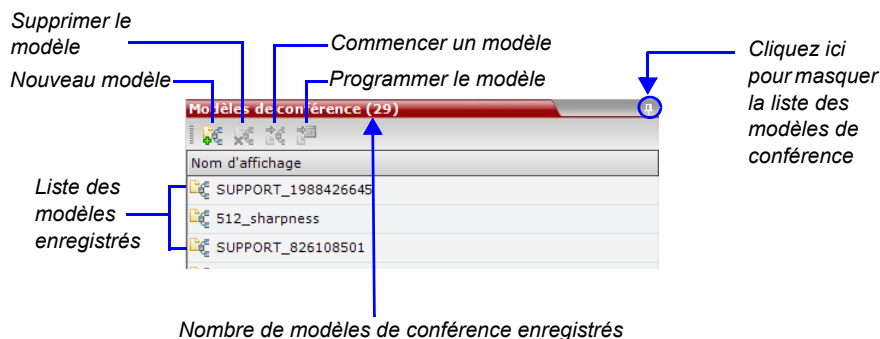 Supprimer le
modèle
Nouveau modèle
Commencer un modèle
Programmer le modèle
Cliquez ici
pour masquer
la liste des
modèles de
conférence
Modèles de conférence (29)
Nom d'affichage
SUPPORT_1988426645
512_sharpness
SUPPORT_826108501
Liste des
modèles
enregistrés
Nombre de modèles de conférence enregistrés